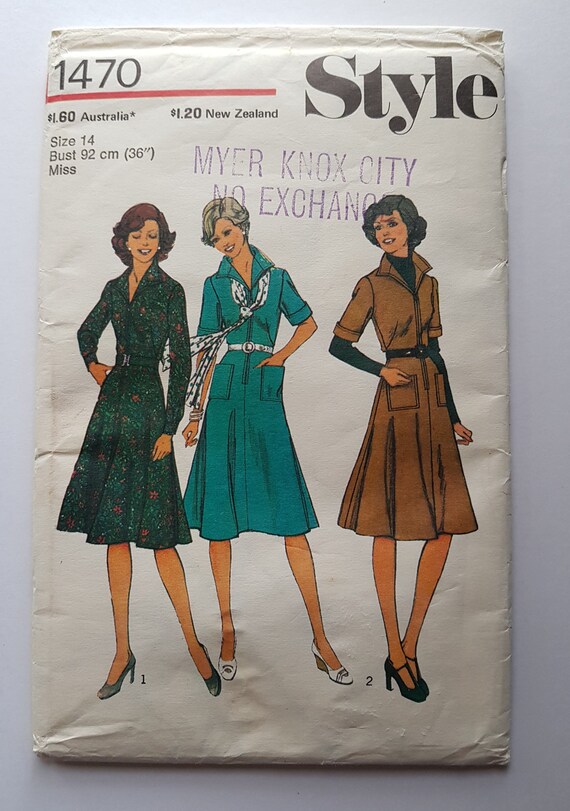 1470
Style
$1.60 Australia*
$1.20 New Zealand
Size 14
Bust 92 cm (36″)
Miss
MYER KNOX CITY
NO EXCHANGE
1
2